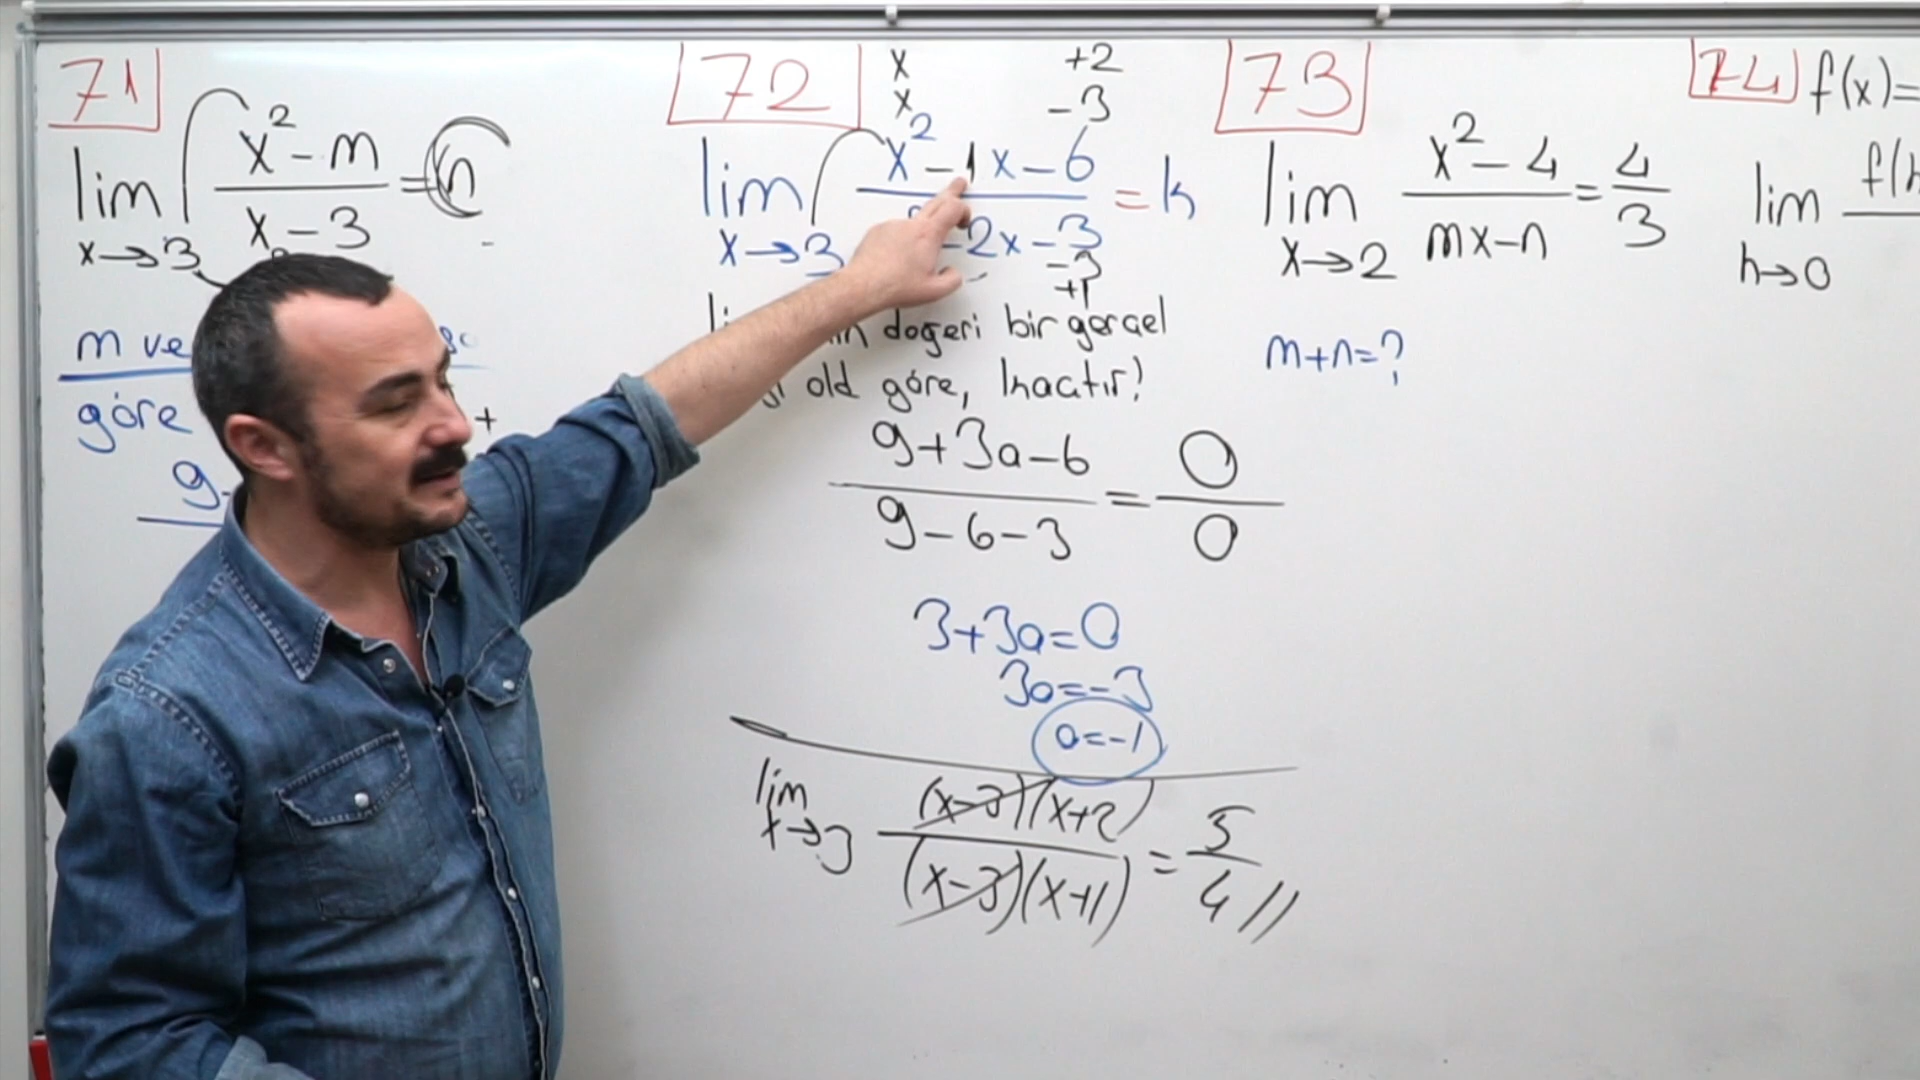 71
x² - m
lim = n
x - 3
x→3
m ve
göre +
9
72
x +2
x -3
x² - 1x - 6
lim = k
-2x - 3
x→3 -3
+1
değeri bir gerçel
old göre, k kaçtır?
9+3a-6 0
=
9-6-3 0
3+3a=0
3a=-3
a=-1
lim (x-3)(x+2) 5
x→3 =
(x-3)(x+1) 4 //
73
x² - 4 4
lim =
mx-n 3
x→2
m+n=?
74 f(x)=
f(h
lim
h→0